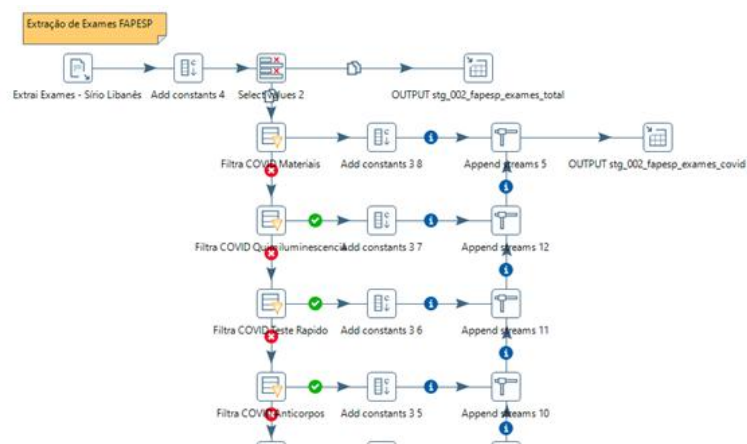 Extração de Exames FAPESP
Extrai Exames - Sírio Libanês
Add constants 4
Select values 2
OUTPUT stg_002_fapesp_exames_total
Filtra COVID Materiais
Add constants 3 8
Append streams 5
OUTPUT stg_002_fapesp_exames_covid
Filtra COVID Quimiluminescencia
Add constants 3 7
Append streams 12
Filtra COVID Teste Rapido
Add constants 3 6
Append streams 11
Filtra COVID Anticorpos
Add constants 3 5
Append streams 10